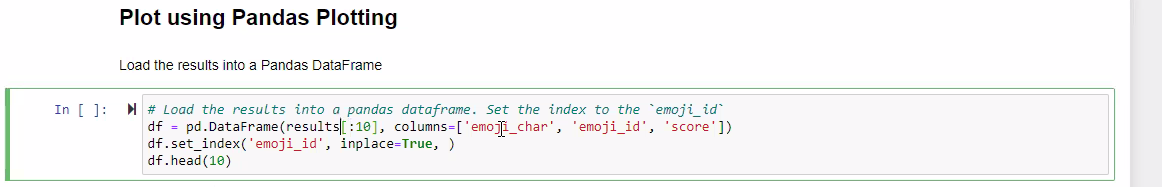 Plot using Pandas Plotting
Load the results into a Pandas DataFrame
In [ ]:
# Load the results into a pandas dataframe. Set the index to the `emoji_id`
df = pd.DataFrame(results[:10], columns=['emoji_char', 'emoji_id', 'score'])
df.set_index('emoji_id', inplace=True, )
df.head(10)